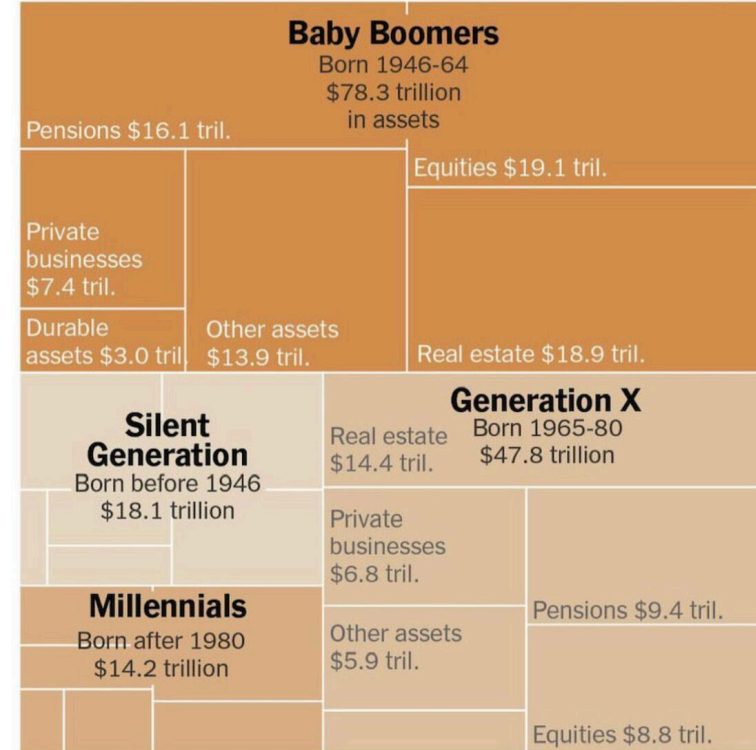 Baby Boomers
Born 1946-64
$78.3 trillion
in assets
Pensions $16.1 tril.
Equities $19.1 tril.
Private
businesses
$7.4 tril.
Durable
assets $3.0 tril.
Other assets
$13.9 tril.
Real estate $18.9 tril.
Silent
Generation
Born before 1946
$18.1 trillion
Generation X
Born 1965-80
$47.8 trillion
Real estate
$14.4 tril.
Private
businesses
$6.8 tril.
Pensions $9.4 tril.
Other assets
$5.9 tril.
Equities $8.8 tril.
Millennials
Born after 1980
$14.2 trillion